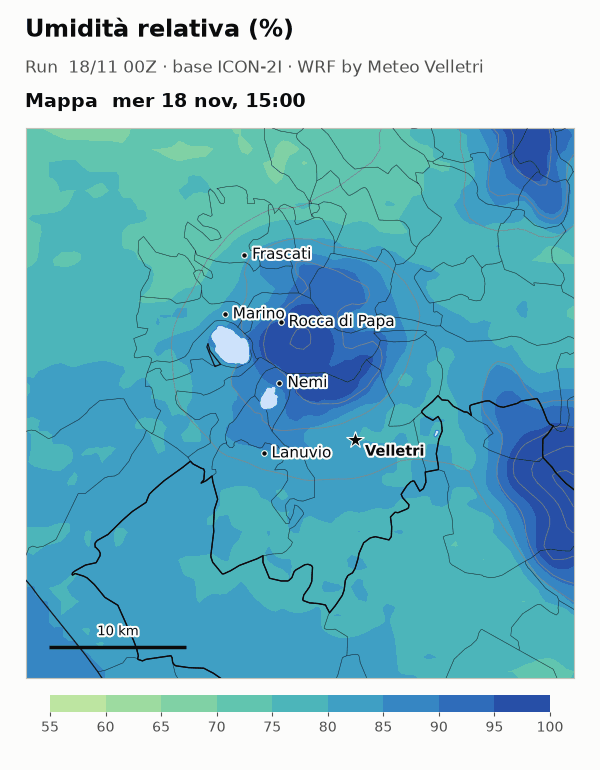 Umidità relativa (%)
Run  18/11 00Z · base ICON-2I · WRF by Meteo Velletri
Mappa  mer 18 nov, 15:00
Frascati
Marino
Rocca di Papa
Nemi
Velletri
Lanuvio
10 km
55 60 65 70 75 80 85 90 95 100